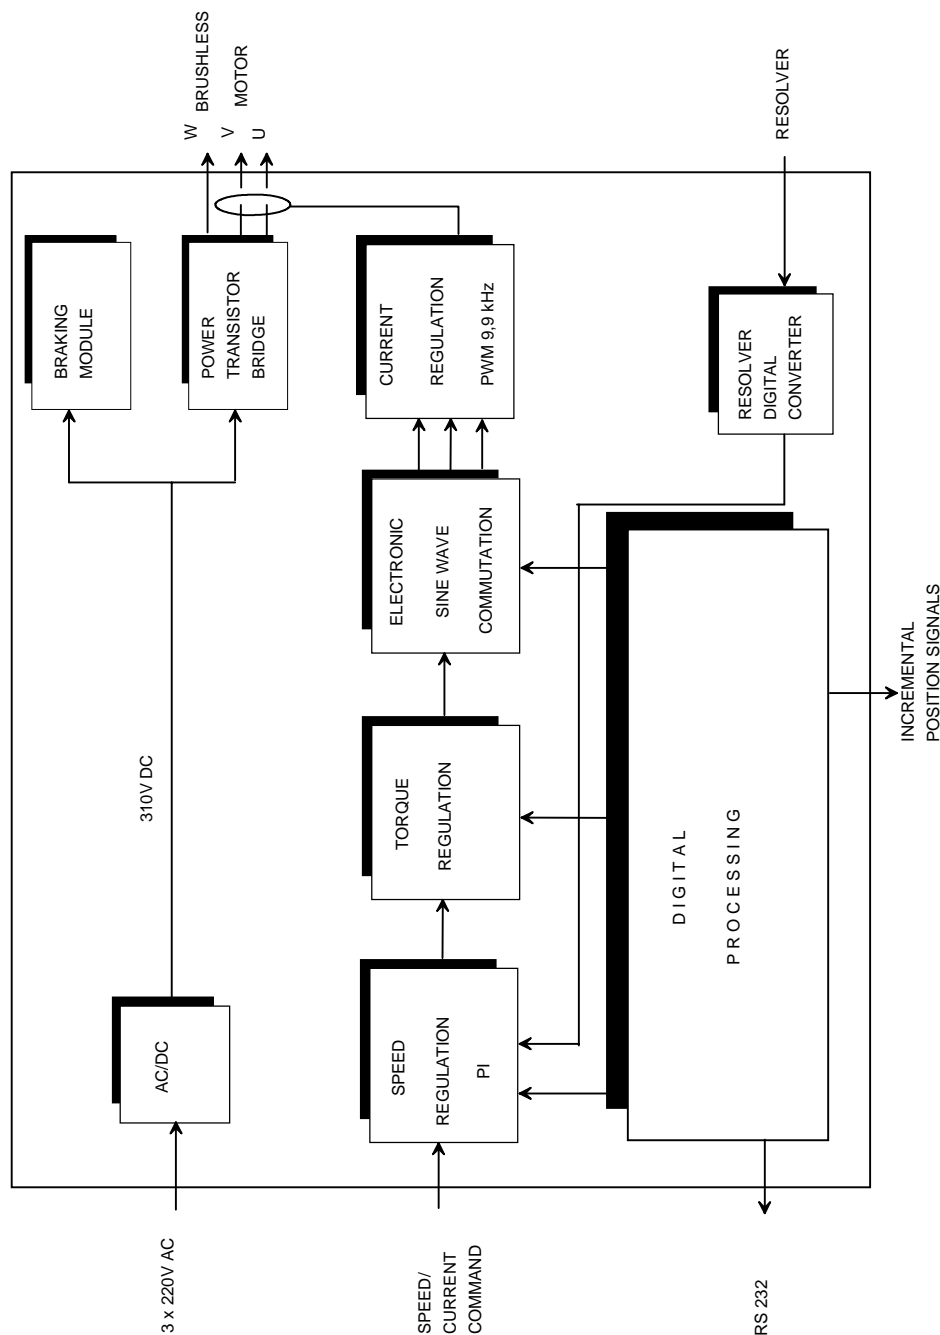 3 x 220V AC
AC/DC
310V DC
BRAKING
MODULE
POWER
TRANSISTOR
BRIDGE
W
V
U
BRUSHLESS
MOTOR
SPEED/
CURRENT
COMMAND
SPEED
REGULATION
PI
TORQUE
REGULATION
ELECTRONIC
SINE WAVE
COMMUTATION
CURRENT
REGULATION
PWM 9,9 kHz
RESOLVER
DIGITAL
CONVERTER
RESOLVER
DIGITAL
PROCESSING
RS 232
INCREMENTAL
POSITION SIGNALS